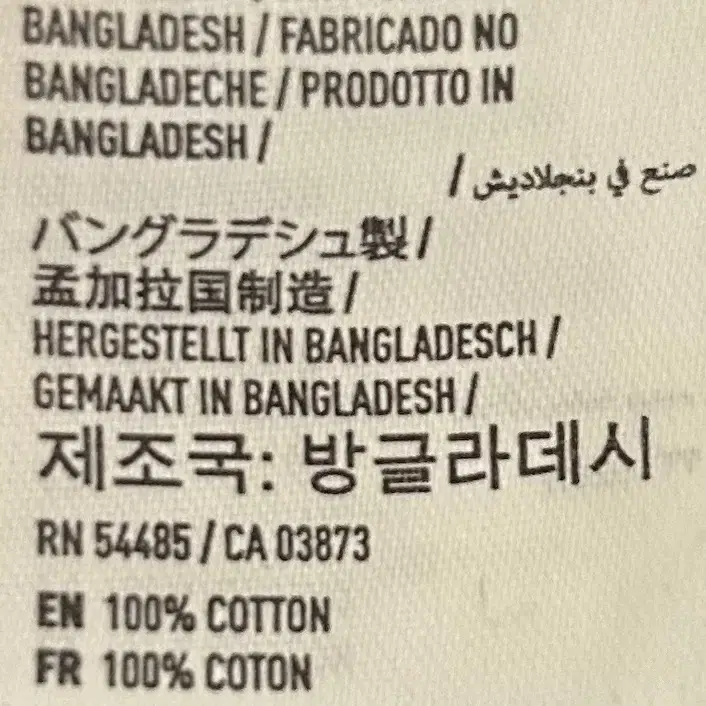 BANGLADESH / FABRICADO NO
BANGLADECHE / PRODOTTO IN
BANGLADESH /
صنع في بنجلاديش /
バングラデシュ製 /
孟加拉国制造 /
HERGESTELLT IN BANGLADESCH /
GEMAAKT IN BANGLADESH /
제조국: 방글라데시
RN 54485 / CA 03873
EN 100% COTTON
FR 100% COTON